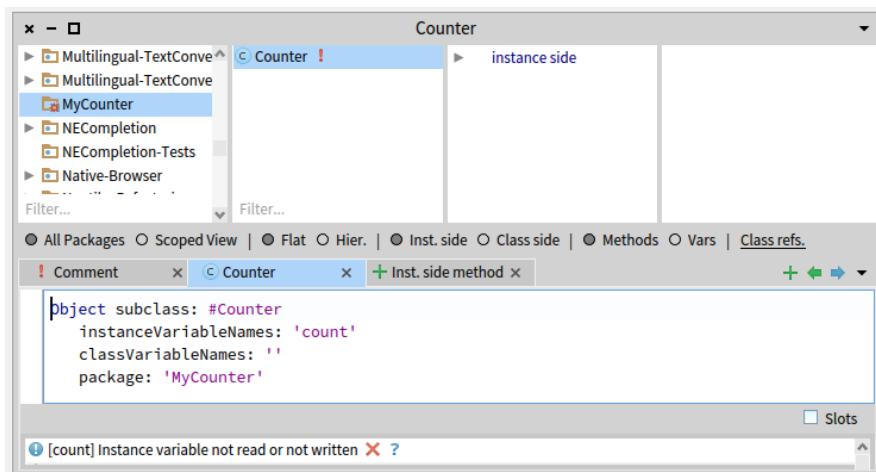 Counter
Multilingual-TextConve
Multilingual-TextConve
MyCounter
NECompletion
NECompletion-Tests
Native-Browser
Filter...
C Counter !
Filter...
instance side
All Packages Scoped View | Flat Hier. | Inst. side Class side | Methods Vars | Class refs.
! Comment × C Counter × + Inst. side method ×
Object subclass: #Counter
instanceVariableNames: 'count'
classVariableNames: ''
package: 'MyCounter'
Slots
[count] Instance variable not read or not written ?